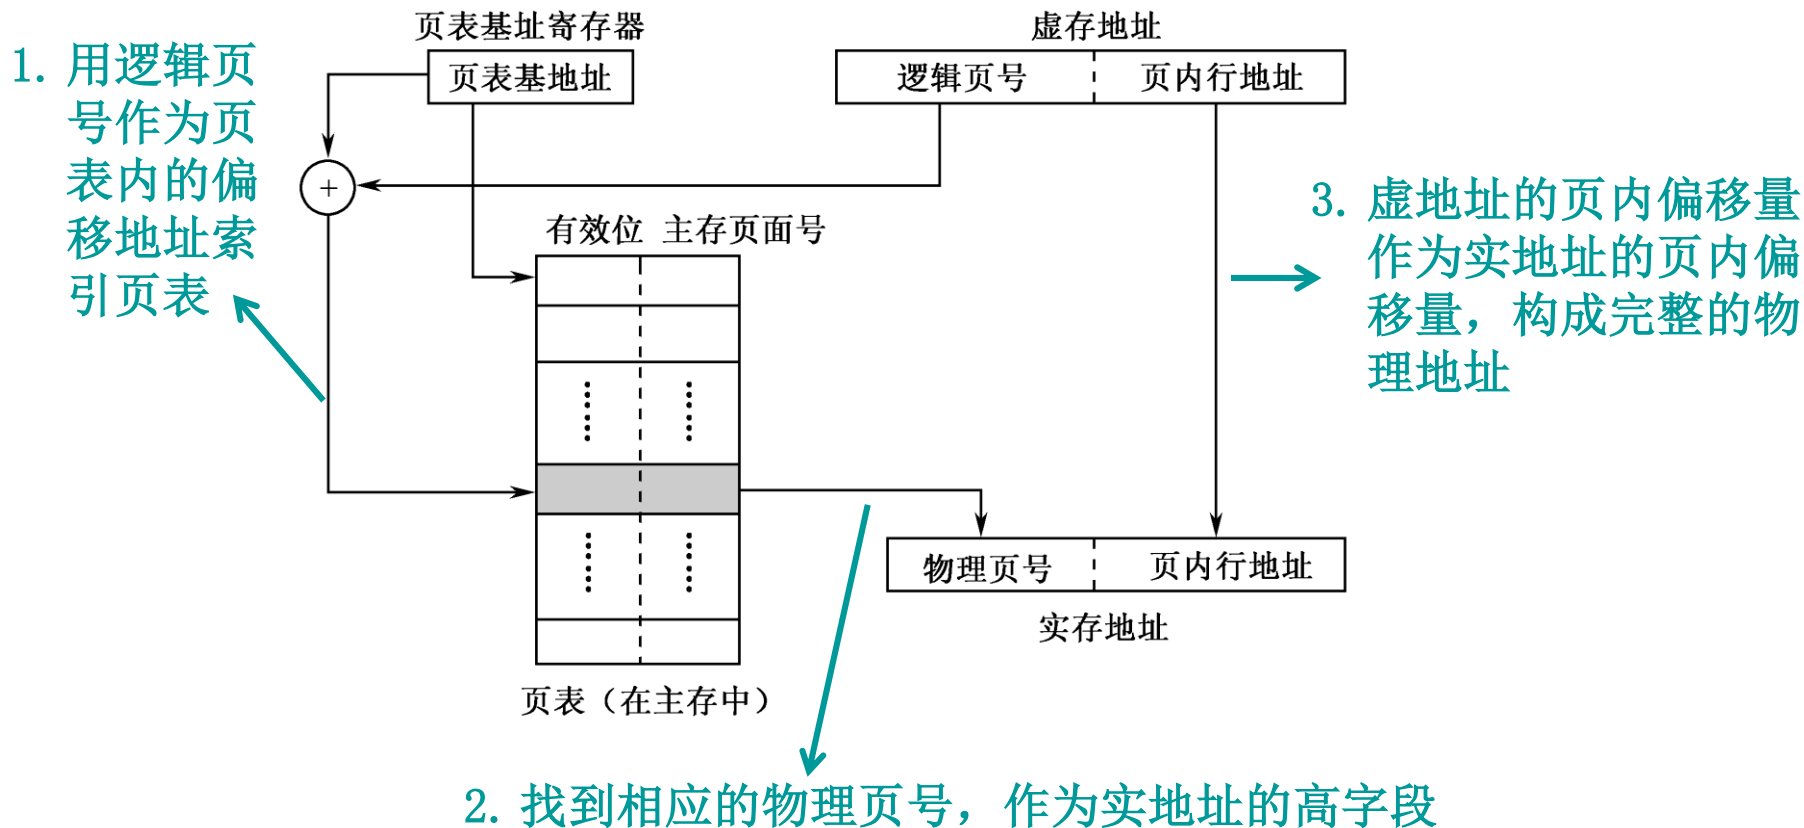 页表基址寄存器
虚存地址
页表基地址
逻辑页号
页内行地址
1. 用逻辑页
号作为页
表内的偏
移地址索
引页表
+
有效位 主存页面号
3. 虚地址的页内偏移量
作为实地址的页内偏
移量，构成完整的物
理地址
物理页号
页内行地址
实存地址
页表（在主存中）
2. 找到相应的物理页号，作为实地址的高字段